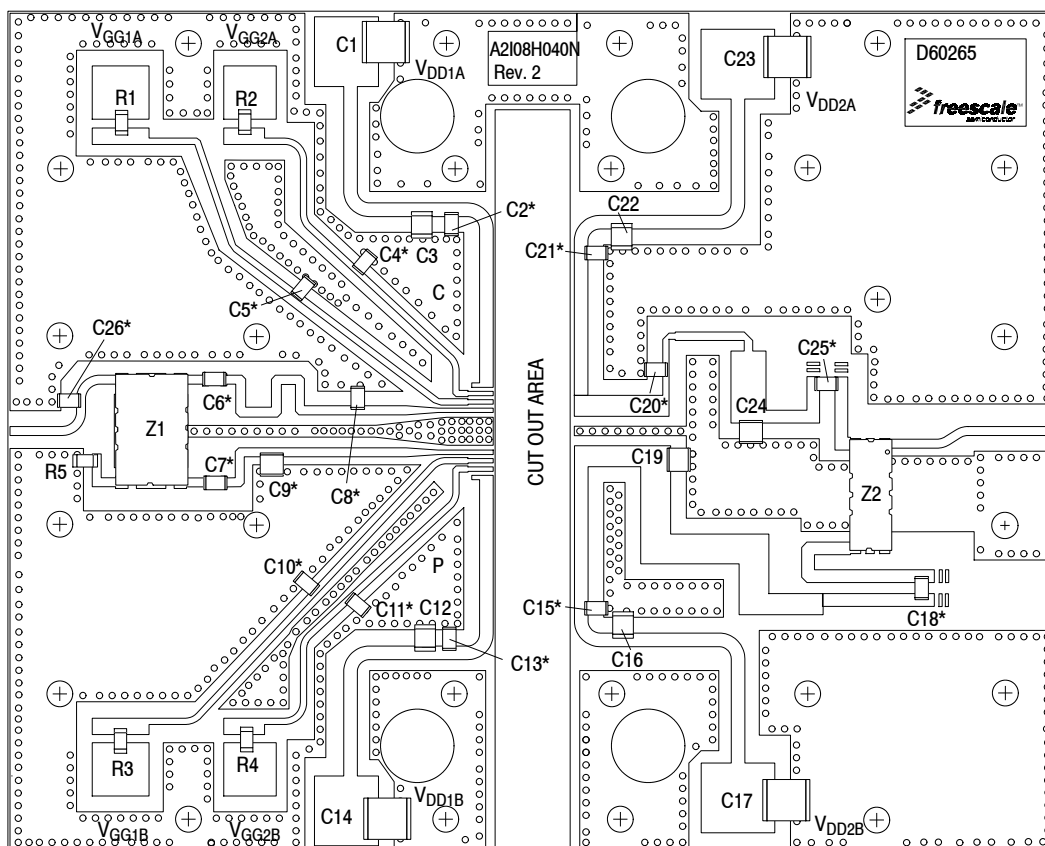 VGG1A
VGG2A
C1
VDD1A
A2I08H040N
Rev. 2
C23
VDD2A
D60265
freescale™
semiconductor
R1
R2
C2*
C3
C4*
C
C5*
C22
C21*
C26*
C6*
Z1
C20*
C25*
C24
CUT OUT AREA
R5
C7*
C9*
C8*
C19
Z2
C10*
P
C11*
C12
C13*
C15*
C16
C18*
R3
R4
VGG1B
VGG2B
C14
VDD1B
C17
VDD2B